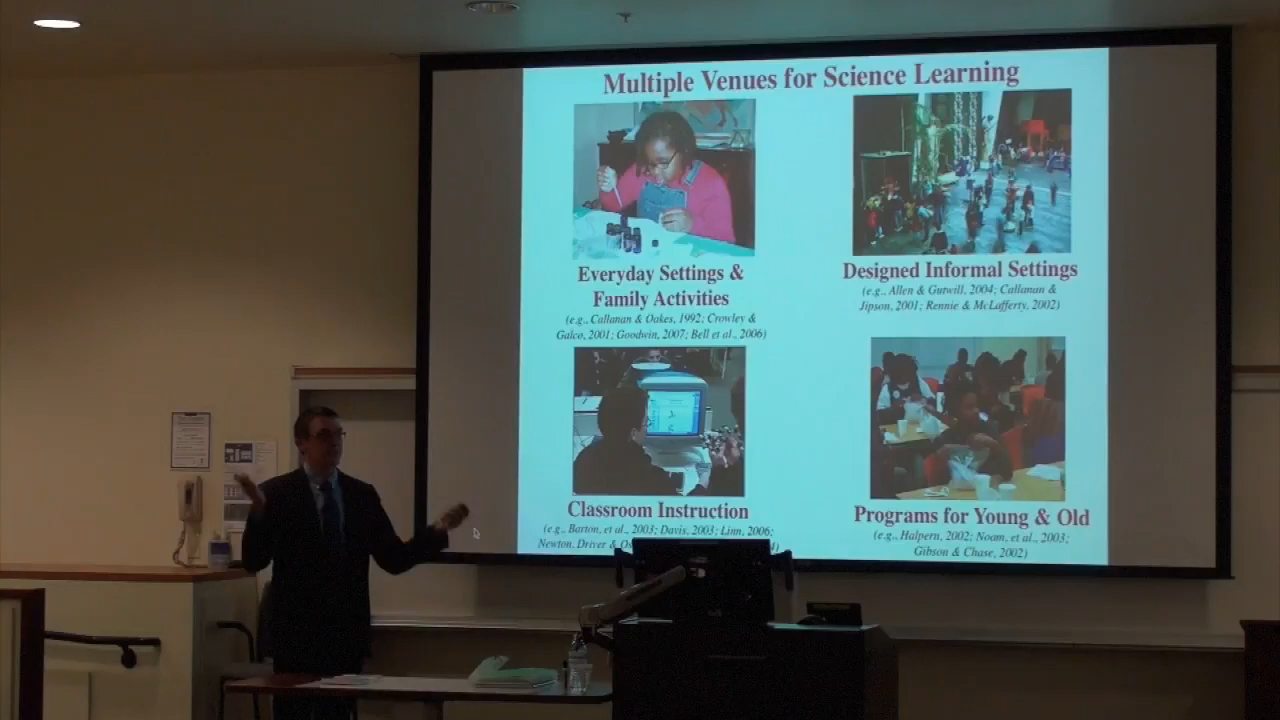 Multiple Venues for Science Learning
Everyday Settings &
Family Activities
(e.g., Callanan & Oakes, 1992; Crowley &
Galco, 2001; Goodwin, 2007; Bell et al., 2006)
Designed Informal Settings
(e.g., Allen & Gutwill, 2004; Callanan &
Jipson, 2001; Rennie & McLafferty, 2002)
Classroom Instruction
(e.g., Barton, et al., 2003; Davis, 2003; Linn, 2006;
Newton, Driver &
Programs for Young & Old
(e.g., Halpern, 2002; Noam, et al., 2003;
Gibson & Chase, 2002)